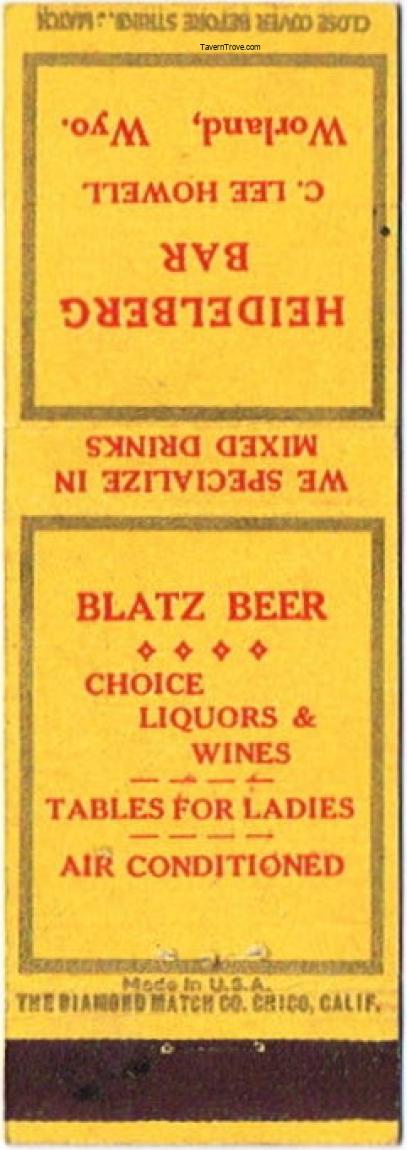 CLOSE COVER BEFORE STRIKING MATCH
TavernTrove.com
HEIDELBERG
BAR
C. LEE HOWELL
Worland, Wyo.
WE SPECIALIZE IN
MIXED DRINKS
BLATZ BEER
CHOICE
LIQUORS &
WINES
TABLES FOR LADIES
AIR CONDITIONED
Made In U.S.A.
THE DIAMOND MATCH CO. CHICO, CALIF.